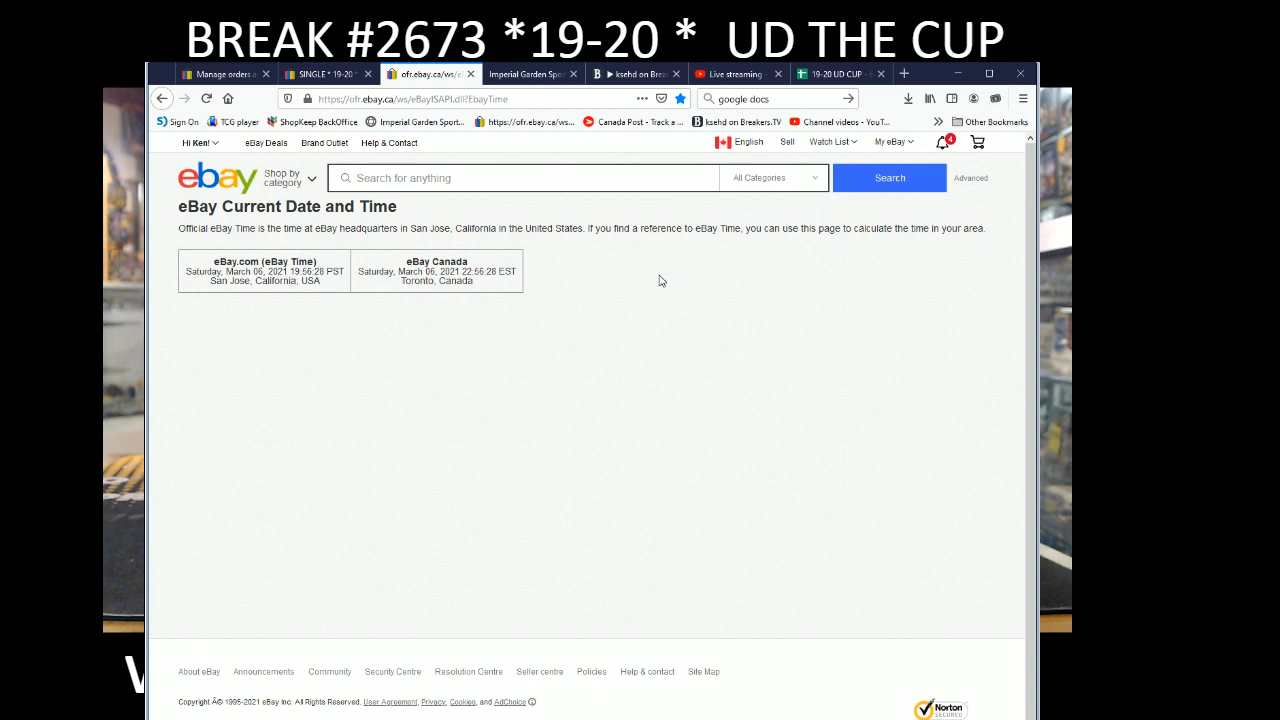 BREAK #2673 *19-20 * UD THE CUP
Manage orders
SINGLE * 19-20
ofr.ebay.ca/ws/e
Imperial Garden Spor
B ▶ ksehd on Brea
Live streaming -
19-20 UD CUP -
https://ofr.ebay.ca/ws/eBayISAPI.dll?EbayTime
google docs
Sign On
TCG player
ShopKeep BackOffice
Imperial Garden Sport...
https://ofr.ebay.ca/ws...
Canada Post - Track a ...
B ksehd on Breakers.TV
Channel videos - YouT...
Other Bookmarks
Hi Ken!
eBay Deals
Brand Outlet
Help & Contact
English
Sell
Watch List
My eBay
4
ebay
Shop by
category
Search for anything
All Categories
Search
Advanced
eBay Current Date and Time
Official eBay Time is the time at eBay headquarters in San Jose, California in the United States. If you find a reference to eBay Time, you can use this page to calculate the time in your area.
eBay.com (eBay Time)
Saturday, March 06, 2021 19:56:28 PST
San Jose, California, USA
eBay Canada
Saturday, March 06, 2021 22:56:28 EST
Toronto, Canada
About eBay
Announcements
Community
Security Centre
Resolution Centre
Seller centre
Policies
Help & contact
Site Map
Copyright Â© 1995-2021 eBay Inc. All Rights Reserved. User Agreement, Privacy, Cookies, and AdChoice
Norton
SECURED